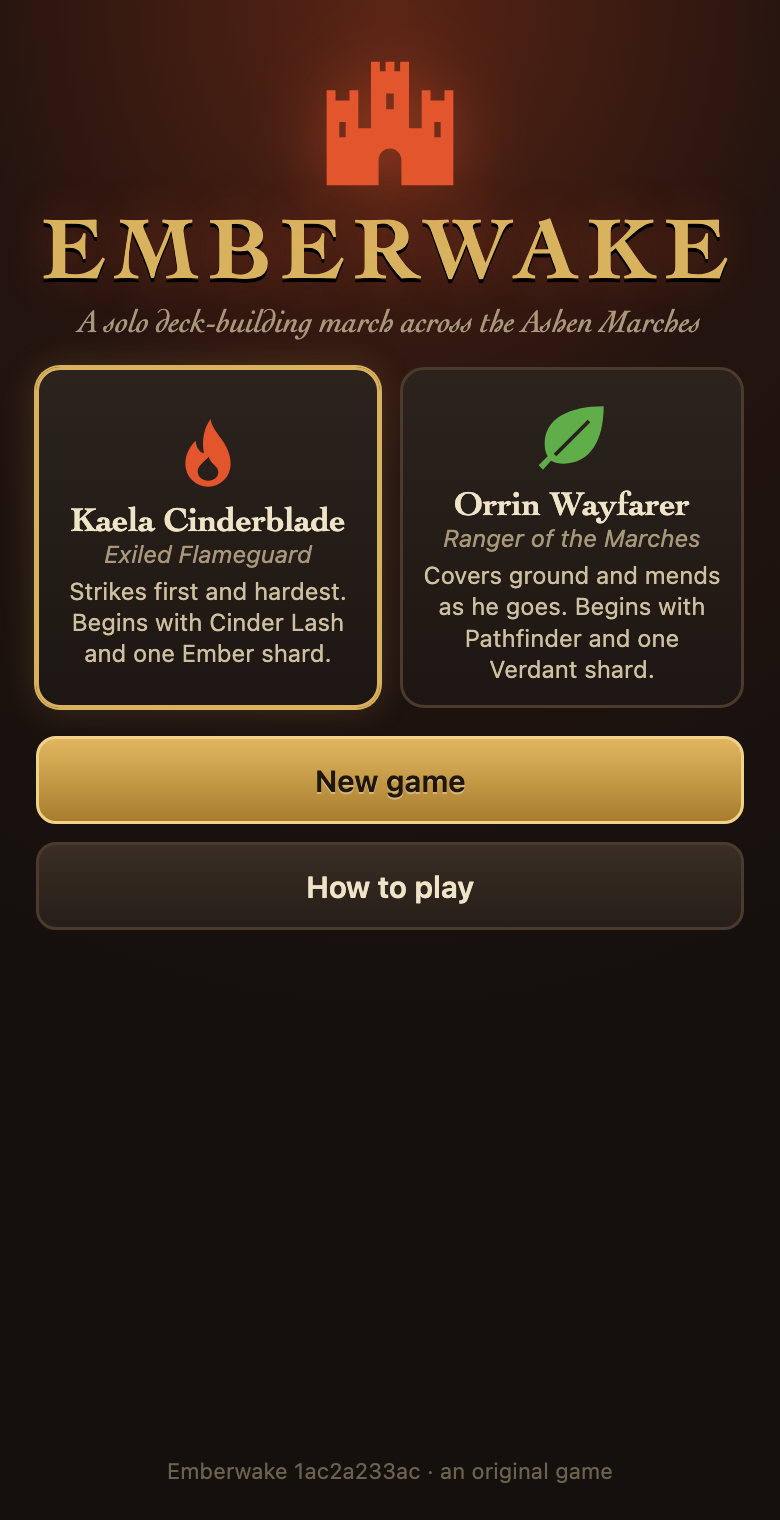 EMBERWAKE
A solo deck-building march across the Ashen Marches
Kaela Cinderblade
Exiled Flameguard
Strikes first and hardest.
Begins with Cinder Lash
and one Ember shard.
Orrin Wayfarer
Ranger of the Marches
Covers ground and mends
as he goes. Begins with
Pathfinder and one
Verdant shard.
New game
How to play
Emberwake 1ac2a233ac · an original game